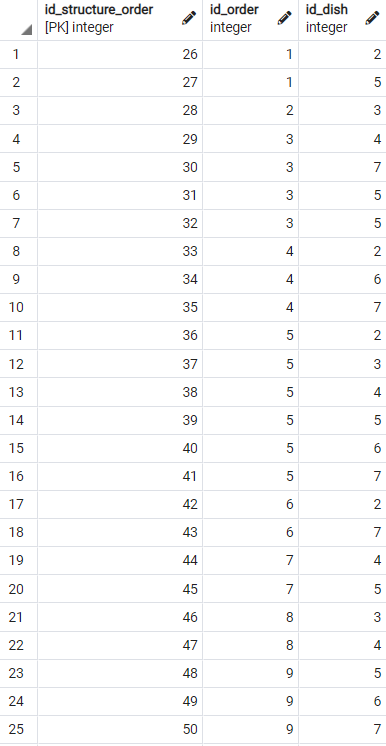 id_structure_order id_order id_dish
[PK] integer integer integer
1 26 1 2
2 27 1 5
3 28 2 3
4 29 3 4
5 30 3 7
6 31 3 5
7 32 3 5
8 33 4 2
9 34 4 6
10 35 4 7
11 36 5 2
12 37 5 3
13 38 5 4
14 39 5 5
15 40 5 6
16 41 5 7
17 42 6 2
18 43 6 7
19 44 7 4
20 45 7 5
21 46 8 3
22 47 8 4
23 48 9 5
24 49 9 6
25 50 9 7